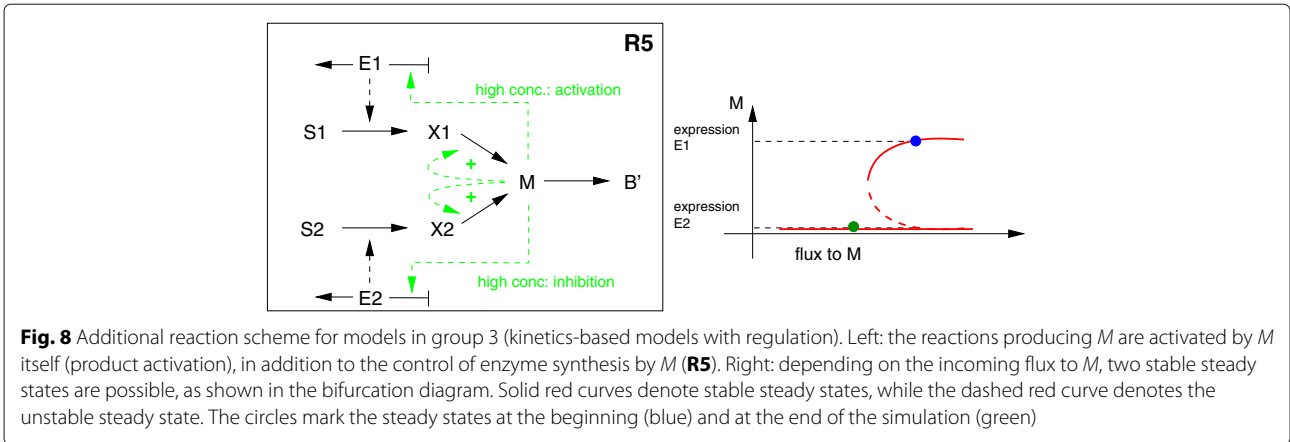 R5
E1
high conc.: activation
S1
X1
+
M
B'
+
S2
X2
high conc: inhibition
E2
M
expression
E1
expression
E2
flux to M
Fig. 8 Additional reaction scheme for models in group 3 (kinetics-based models with regulation). Left: the reactions producing M are activated by M
itself (product activation), in addition to the control of enzyme synthesis by M (R5). Right: depending on the incoming flux to M, two stable steady
states are possible, as shown in the bifurcation diagram. Solid red curves denote stable steady states, while the dashed red curve denotes the
unstable steady state. The circles mark the steady states at the beginning (blue) and at the end of the simulation (green)